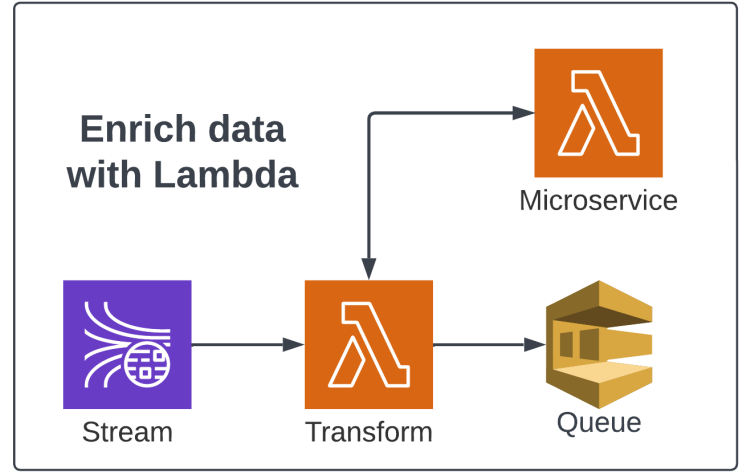 Enrich data
with Lambda
Microservice
Stream
Transform
Queue